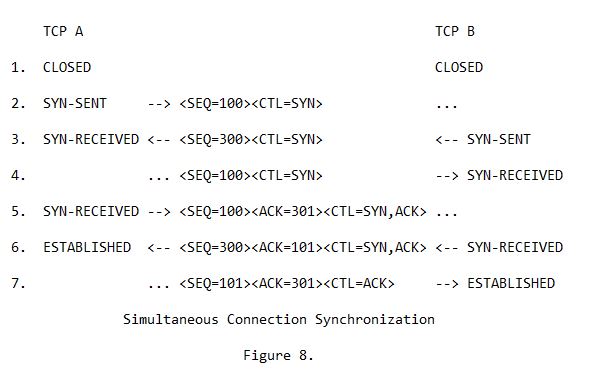 TCP A TCP B
1. CLOSED CLOSED
2. SYN-SENT --> <SEQ=100><CTL=SYN> ...
3. SYN-RECEIVED <-- <SEQ=300><CTL=SYN> <-- SYN-SENT
4. ... <SEQ=100><CTL=SYN> --> SYN-RECEIVED
5. SYN-RECEIVED --> <SEQ=100><ACK=301><CTL=SYN,ACK> ...
6. ESTABLISHED <-- <SEQ=300><ACK=101><CTL=SYN,ACK> <-- SYN-RECEIVED
7. ... <SEQ=101><ACK=301><CTL=ACK> --> ESTABLISHED
Simultaneous Connection Synchronization
Figure 8.